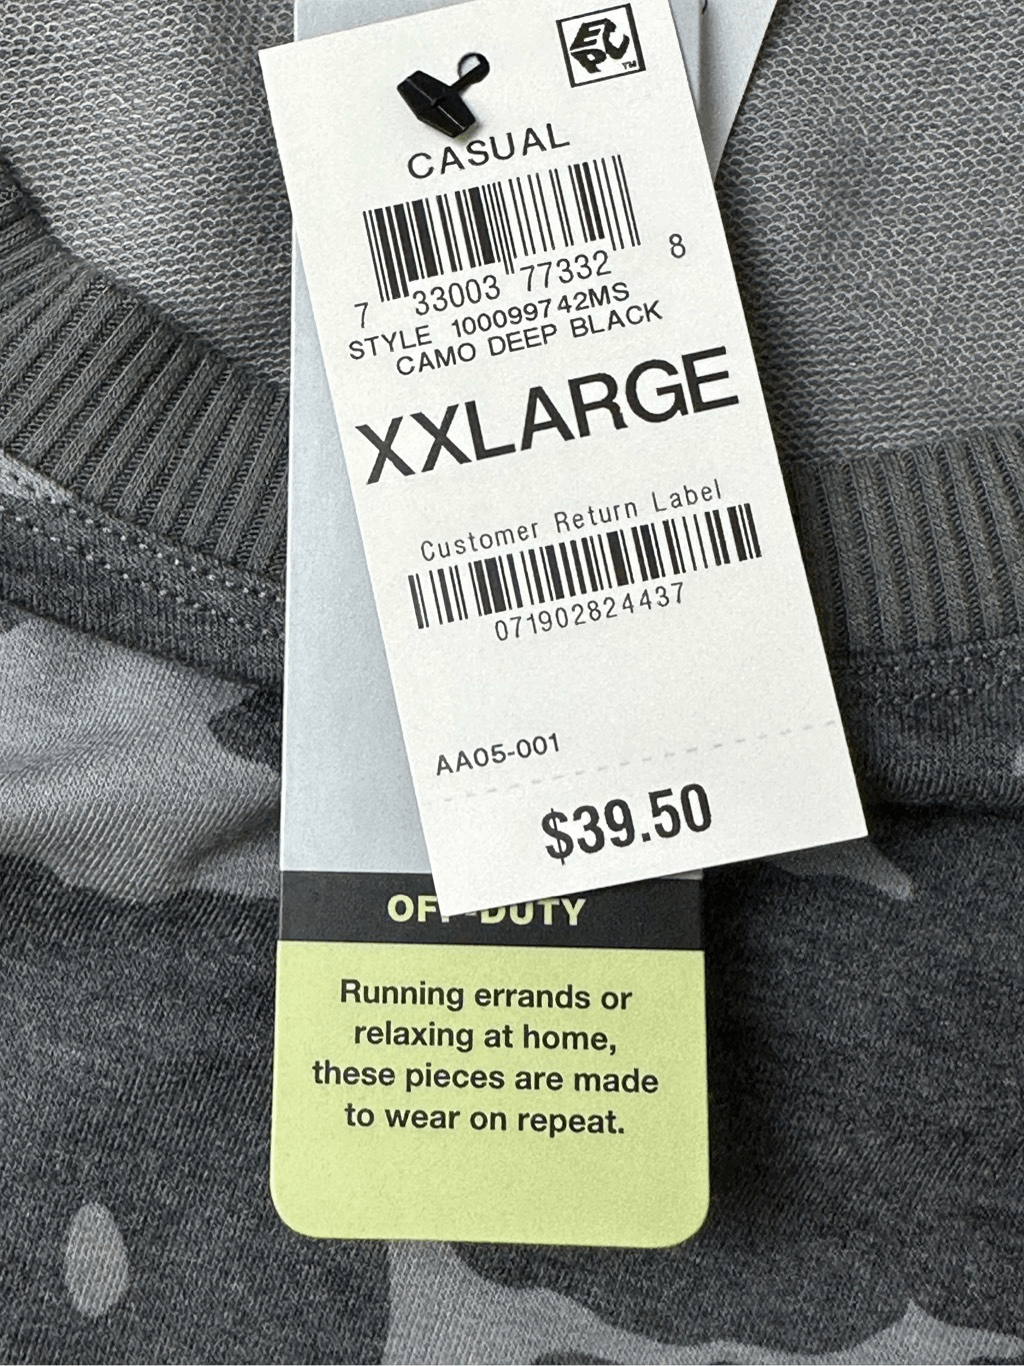 EPC™
CASUAL
7 33003 77332 8
STYLE 100099742MS
CAMO DEEP BLACK
XXLARGE
Customer Return Label
071902824437
AA05-001
$39.50
OFF-DUTY
Running errands or
relaxing at home,
these pieces are made
to wear on repeat.